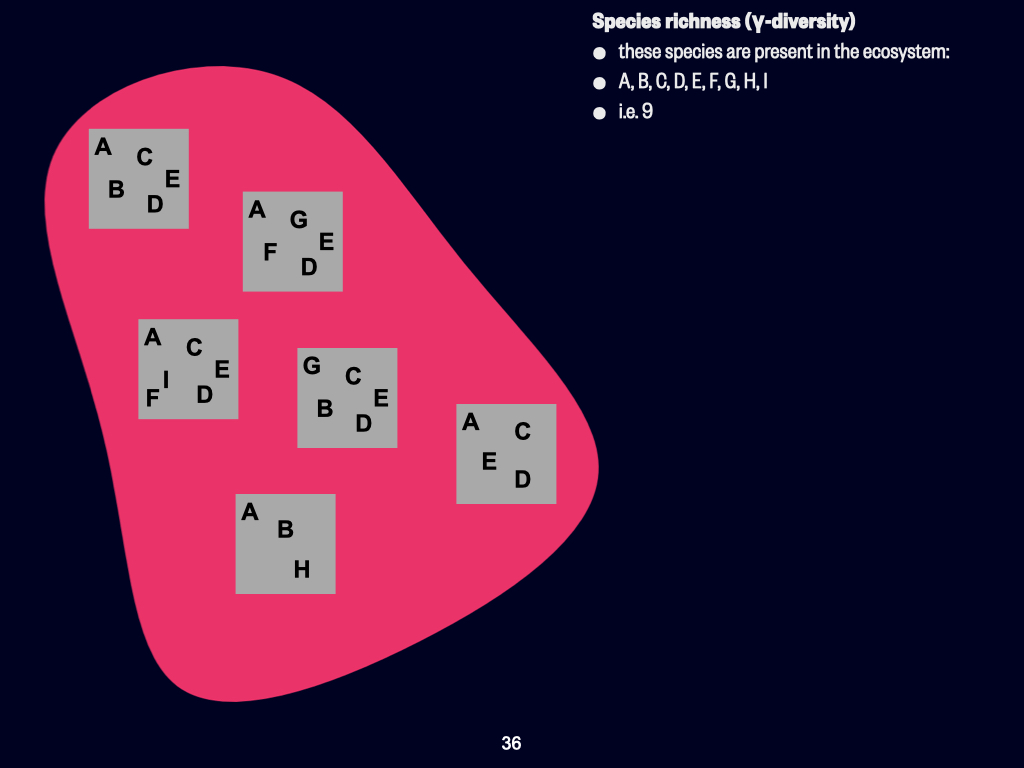 Species richness (γ-diversity)
● these species are present in the ecosystem:
● A, B, C, D, E, F, G, H, I
● i.e. 9
A C
B E
D
A G
F E
D
A C
I E
F D
G C
B E
D
A C
E
D
A B
H
36